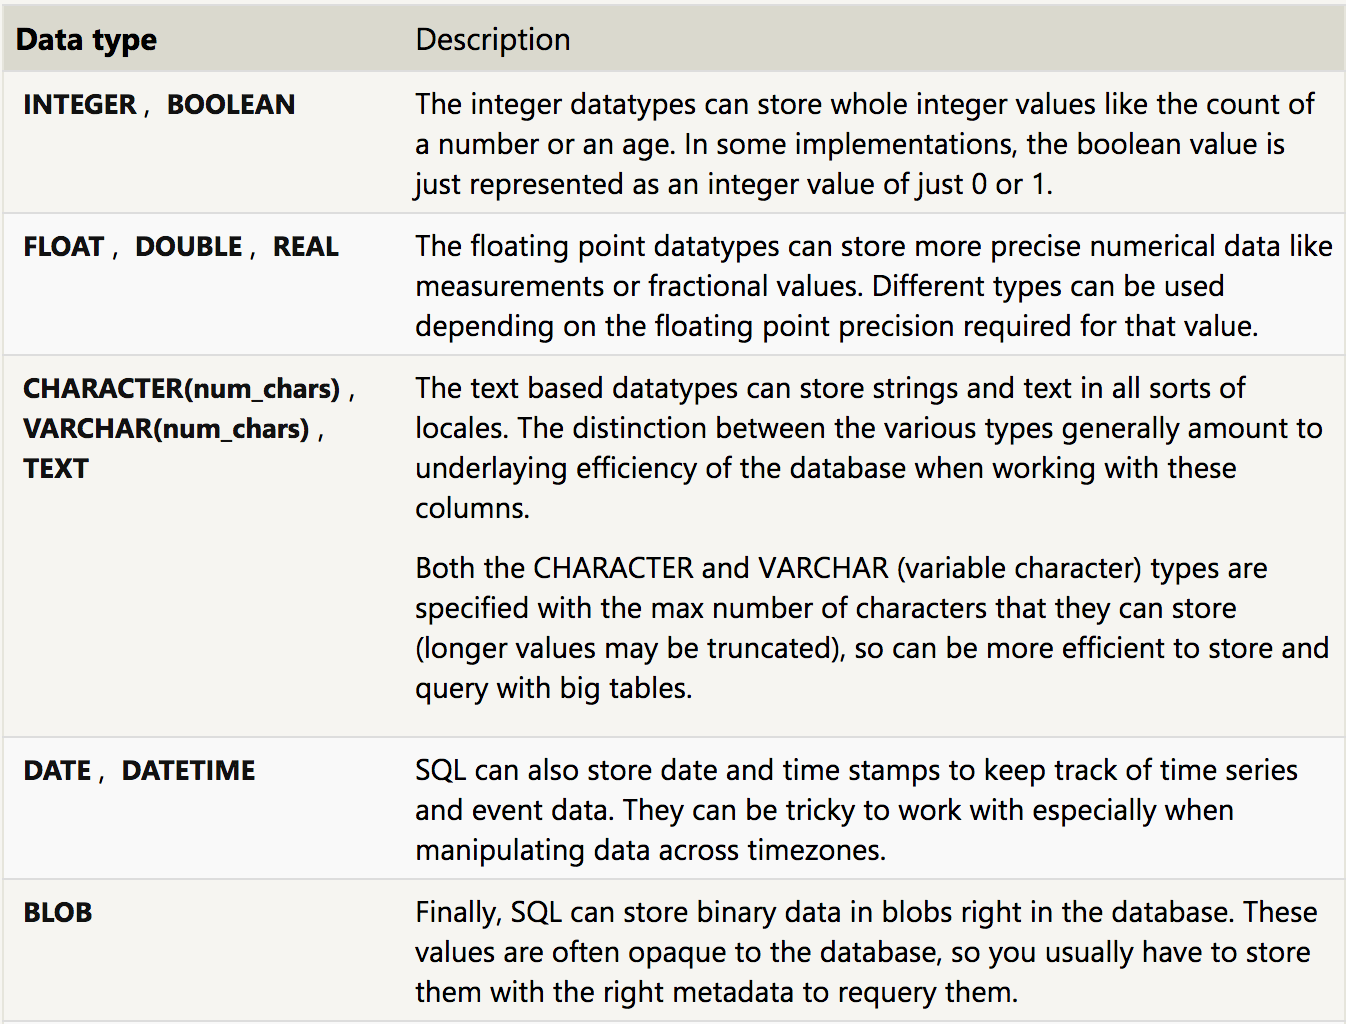 Data type Description
INTEGER , BOOLEAN The integer datatypes can store whole integer values like the count of
a number or an age. In some implementations, the boolean value is
just represented as an integer value of just 0 or 1.
FLOAT , DOUBLE , REAL The floating point datatypes can store more precise numerical data like
measurements or fractional values. Different types can be used
depending on the floating point precision required for that value.
CHARACTER(num_chars) ,
VARCHAR(num_chars) ,
TEXT
The text based datatypes can store strings and text in all sorts of
locales. The distinction between the various types generally amount to
underlaying efficiency of the database when working with these
columns.
Both the CHARACTER and VARCHAR (variable character) types are
specified with the max number of characters that they can store
(longer values may be truncated), so can be more efficient to store and
query with big tables.
DATE , DATETIME SQL can also store date and time stamps to keep track of time series
and event data. They can be tricky to work with especially when
manipulating data across timezones.
BLOB Finally, SQL can store binary data in blobs right in the database. These
values are often opaque to the database, so you usually have to store
them with the right metadata to requery them.